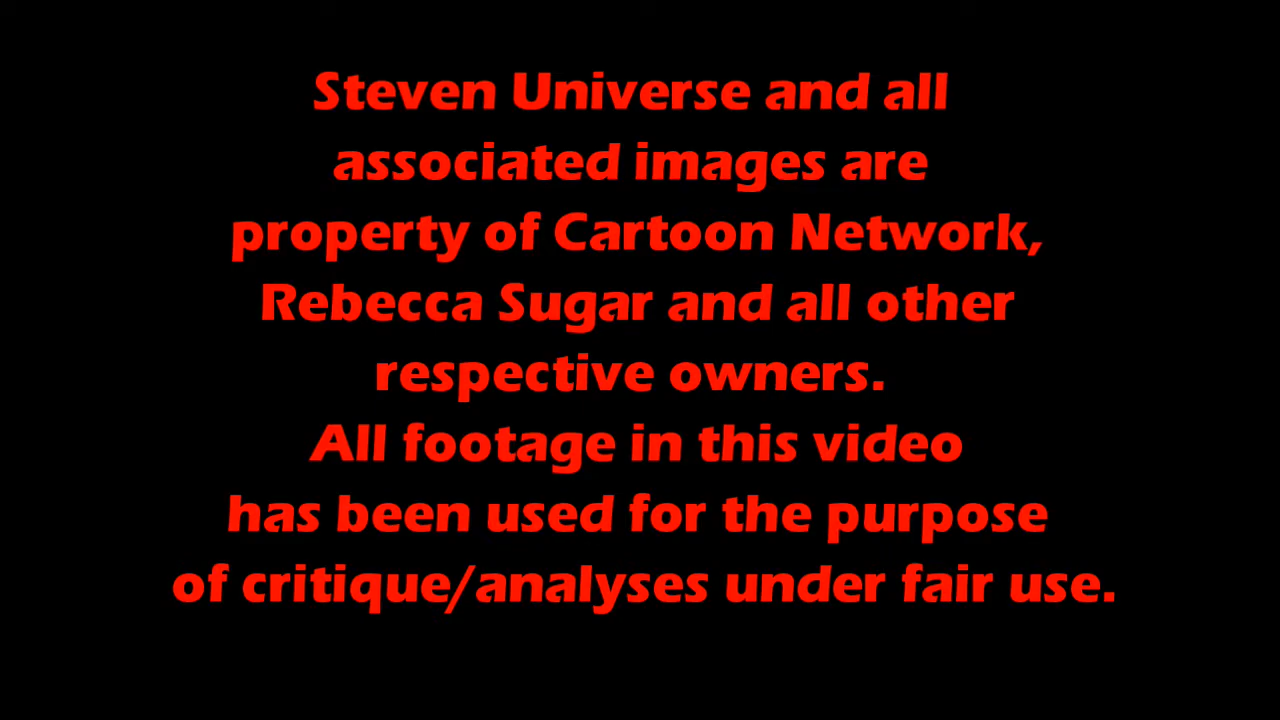 Steven Universe and all
associated images are
property of Cartoon Network,
Rebecca Sugar and all other
respective owners.
All footage in this video
has been used for the purpose
of critique/analyses under fair use.